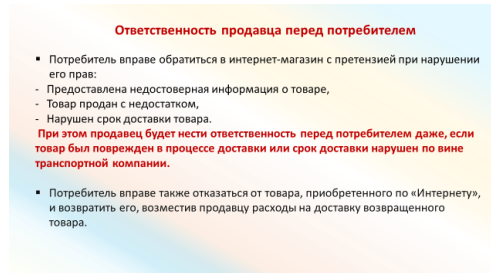 Ответственность продавца перед потребителем
▪ Потребитель вправе обратиться в интернет-магазин с претензией при нарушении
его прав:
- Предоставлена недостоверная информация о товаре,
- Товар продан с недостатком,
- Нарушен срок доставки товара.
При этом продавец будет нести ответственность перед потребителем даже, если
товар был поврежден в процессе доставки или срок доставки нарушен по вине
транспортной компании.
▪ Потребитель вправе также отказаться от товара, приобретенного по «Интернету»,
и возвратить его, возместив продавцу расходы на доставку возвращенного
товара.